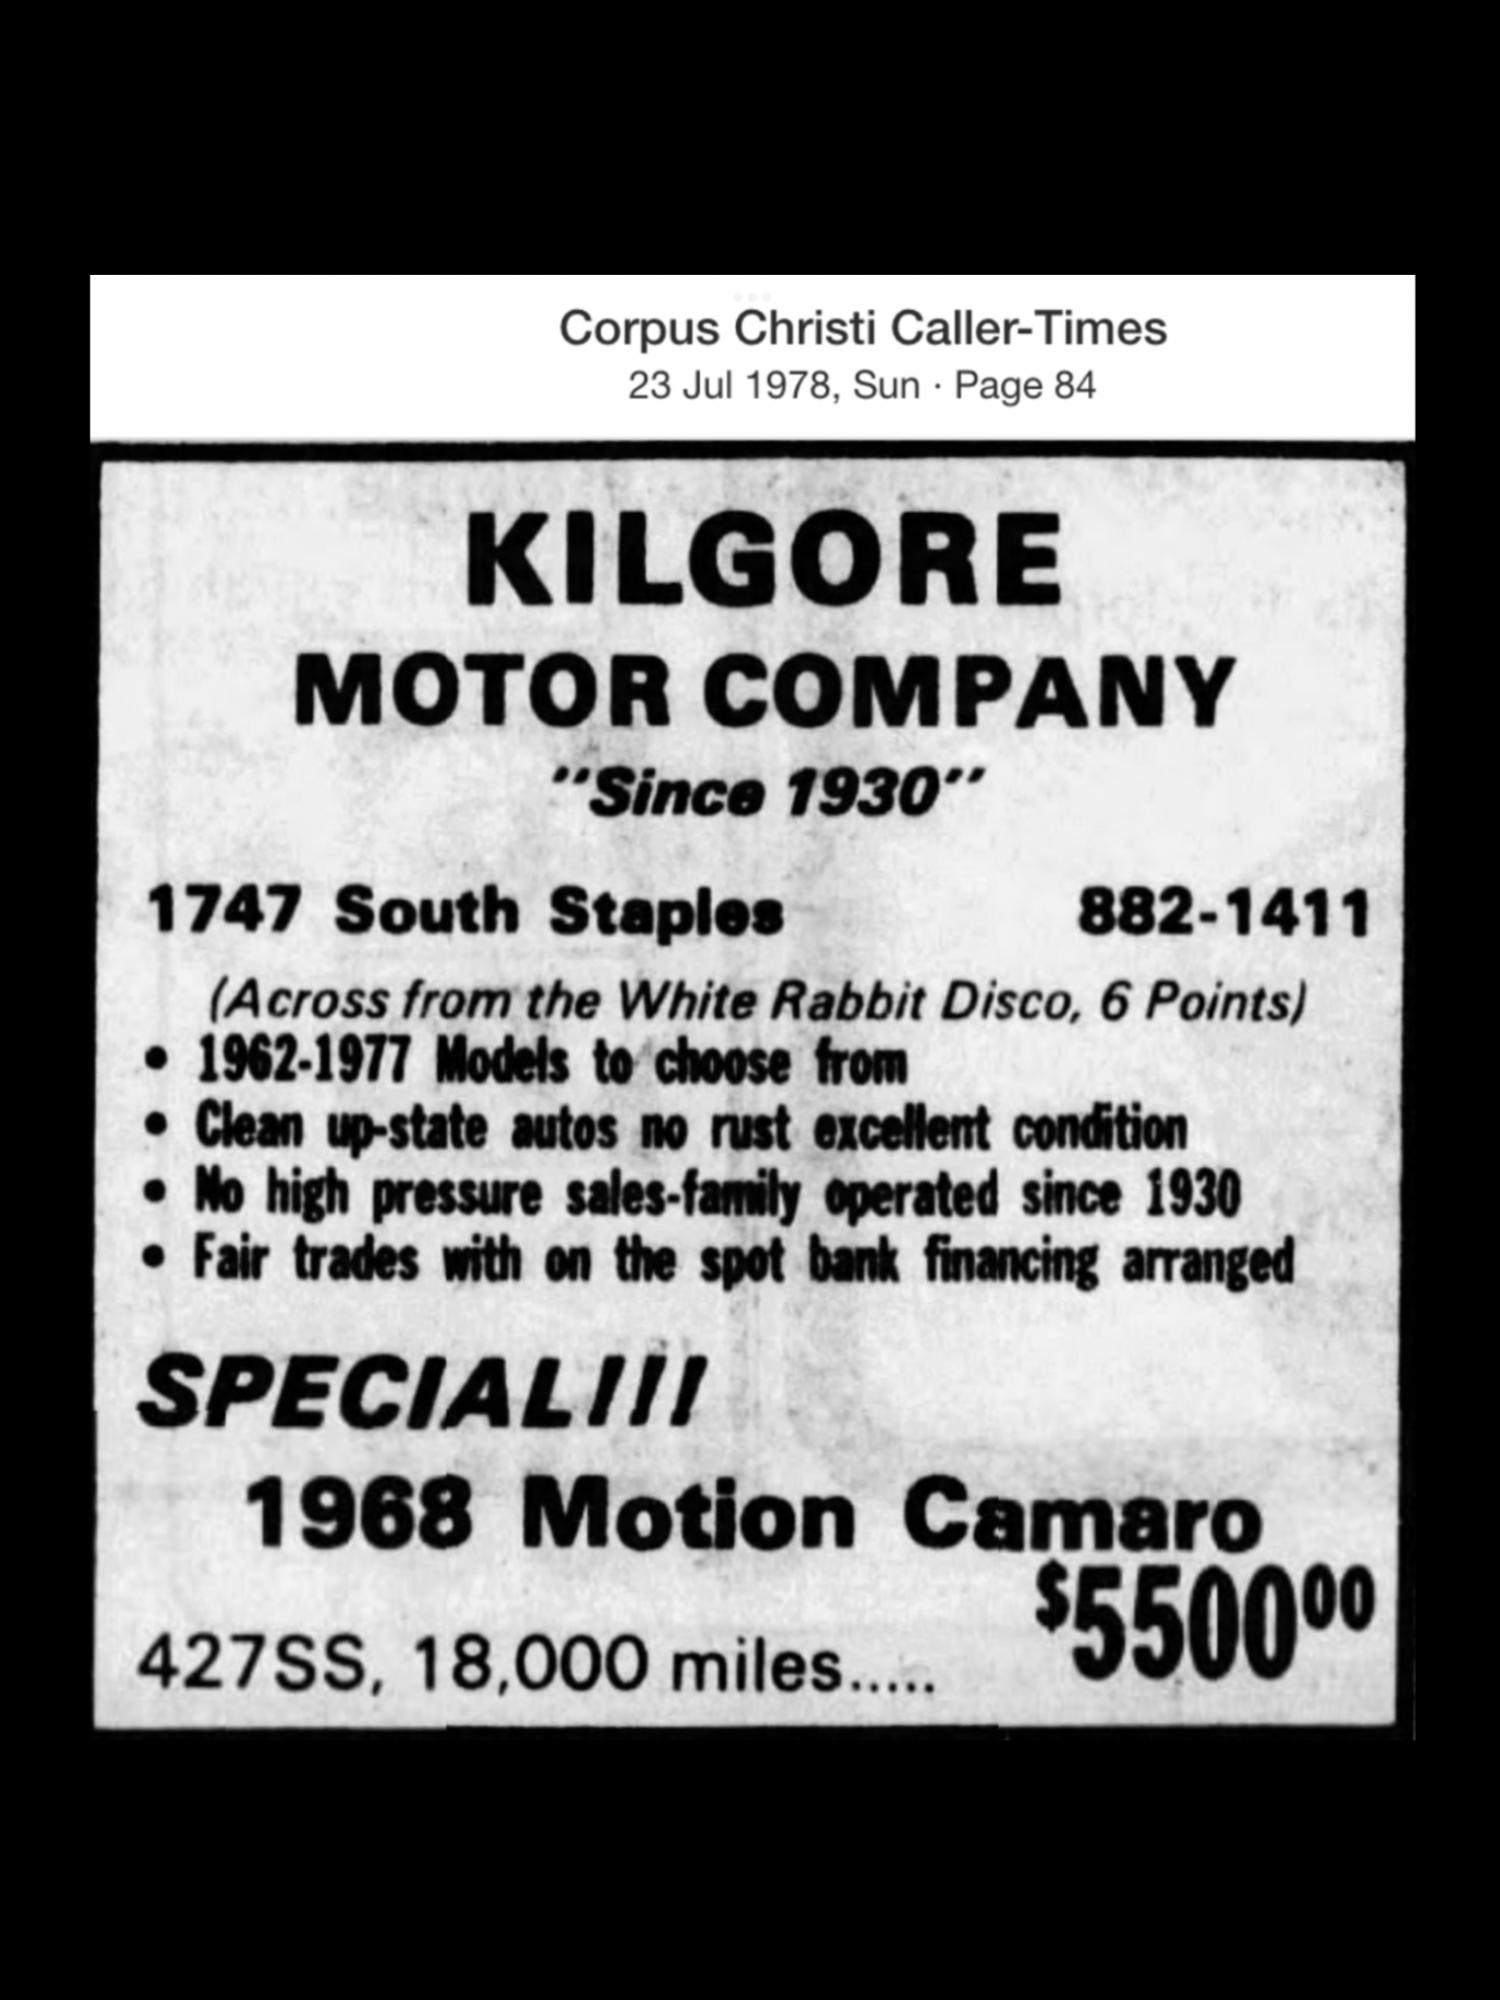 Corpus Christi Caller-Times
23 Jul 1978, Sun · Page 84
KILGORE
MOTOR COMPANY
"Since 1930"
1747 South Staples 882-1411
(Across from the White Rabbit Disco, 6 Points)
• 1962-1977 Models to choose from
• Clean up-state autos no rust excellent condition
• No high pressure sales-family operated since 1930
• Fair trades with on the spot bank financing arranged
SPECIAL!!!
1968 Motion Camaro
427SS, 18,000 miles..... $550000